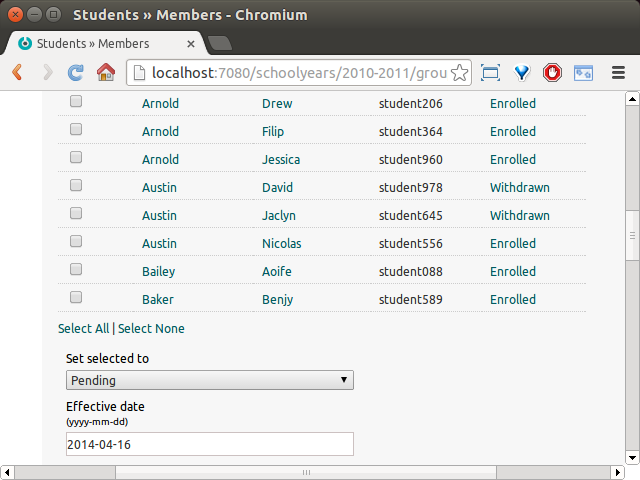 Students » Members - Chromium
Students » Members
localhost:7080/schoolyears/2010-2011/grou
Arnold Drew student206 Enrolled
Arnold Filip student364 Enrolled
Arnold Jessica student960 Enrolled
Austin David student978 Withdrawn
Austin Jaclyn student645 Withdrawn
Austin Nicolas student556 Enrolled
Bailey Aoife student088 Enrolled
Baker Benjy student589 Enrolled
Select All | Select None
Set selected to
Pending
Effective date
(yyyy-mm-dd)
2014-04-16